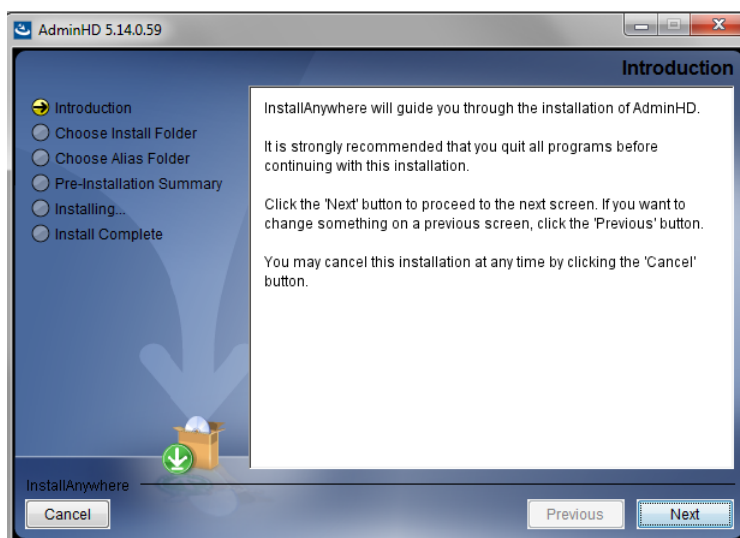 AdminHD 5.14.0.59
Introduction
Introduction
Choose Install Folder
Choose Alias Folder
Pre-Installation Summary
Installing...
Install Complete
InstallAnywhere will guide you through the installation of AdminHD.
It is strongly recommended that you quit all programs before
continuing with this installation.
Click the 'Next' button to proceed to the next screen. If you want to
change something on a previous screen, click the 'Previous' button.
You may cancel this installation at any time by clicking the 'Cancel'
button.
InstallAnywhere
Cancel
Previous
Next